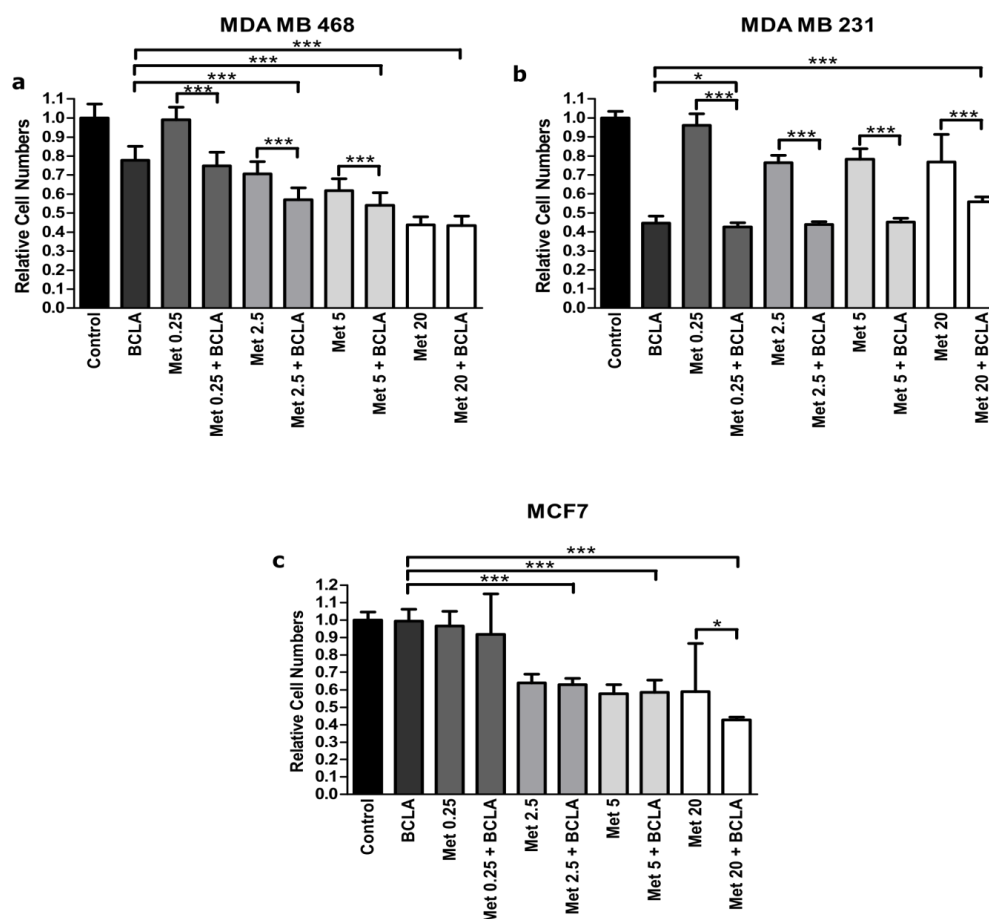 MDA MB 468
a
***
***
***
***
***
***
***
Relative Cell Numbers
1.1
1.0
0.9
0.8
0.7
0.6
0.5
0.4
0.3
0.2
0.1
0.0
Control
BCLA
Met 0.25
Met 0.25 + BCLA
Met 2.5
Met 2.5 + BCLA
Met 5
Met 5 + BCLA
Met 20
Met 20 + BCLA
MDA MB 231
b
***
*
***
***
***
***
Relative Cell Numbers
1.1
1.0
0.9
0.8
0.7
0.6
0.5
0.4
0.3
0.2
0.1
0.0
Control
BCLA
Met 0.25
Met 0.25 + BCLA
Met 2.5
Met 2.5 + BCLA
Met 5
Met 5 + BCLA
Met 20
Met 20 + BCLA
MCF7
c
***
***
***
*
Relative Cell Numbers
1.2
1.1
1.0
0.9
0.8
0.7
0.6
0.5
0.4
0.3
0.2
0.1
0.0
Control
BCLA
Met 0.25
Met 0.25 + BCLA
Met 2.5
Met 2.5 + BCLA
Met 5
Met 5 + BCLA
Met 20
Met 20 + BCLA